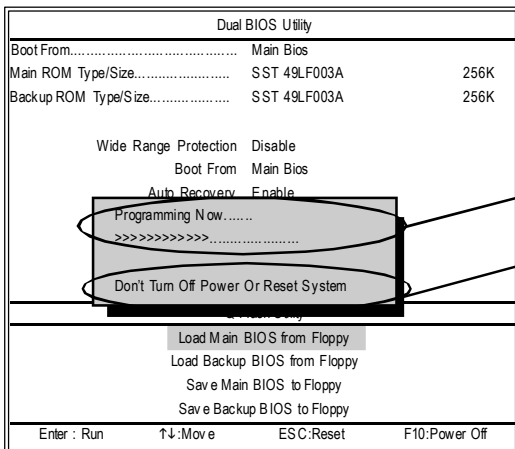 Dual BIOS Utility
Boot From...................................... Main Bios
Main ROM Type/Size...................... SST 49LF003A 256K
Backup ROM Type/Size.................. SST 49LF003A 256K
Wide Range Protection Disable
Boot From Main Bios
Auto Recovery Enable
Programming Now......
>>>>>>>>>>>>.....................
Don't Turn Off Power Or Reset System
Load Main BIOS from Floppy
Load Backup BIOS from Floppy
Save Main BIOS to Floppy
Save Backup BIOS to Floppy
Enter : Run ↑↓:Move ESC:Reset F10:Power Off